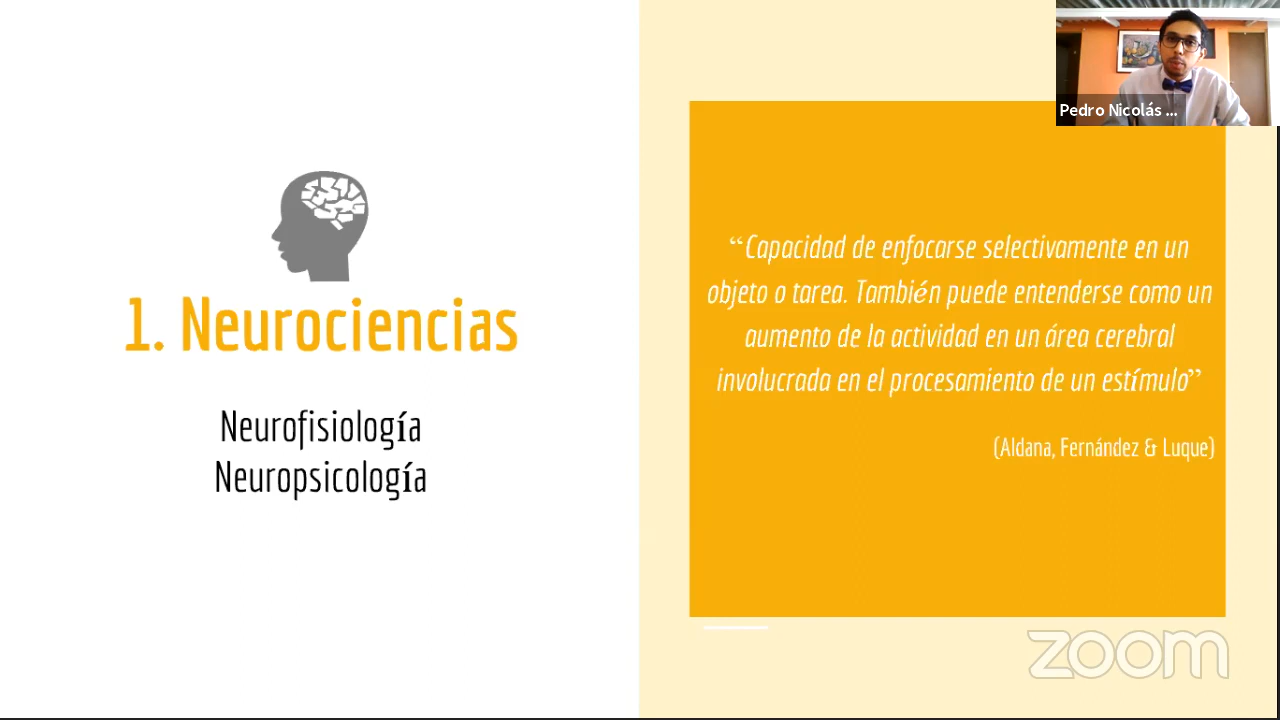 Pedro Nicolás ...
1. Neurociencias
Neurofisiología
Neuropsicología
“Capacidad de enfocarse selectivamente en un
objeto o tarea. También puede entenderse como un
aumento de la actividad en un área cerebral
involucrada en el procesamiento de un estímulo”
(Aldana, Fernández & Luque)
zoom